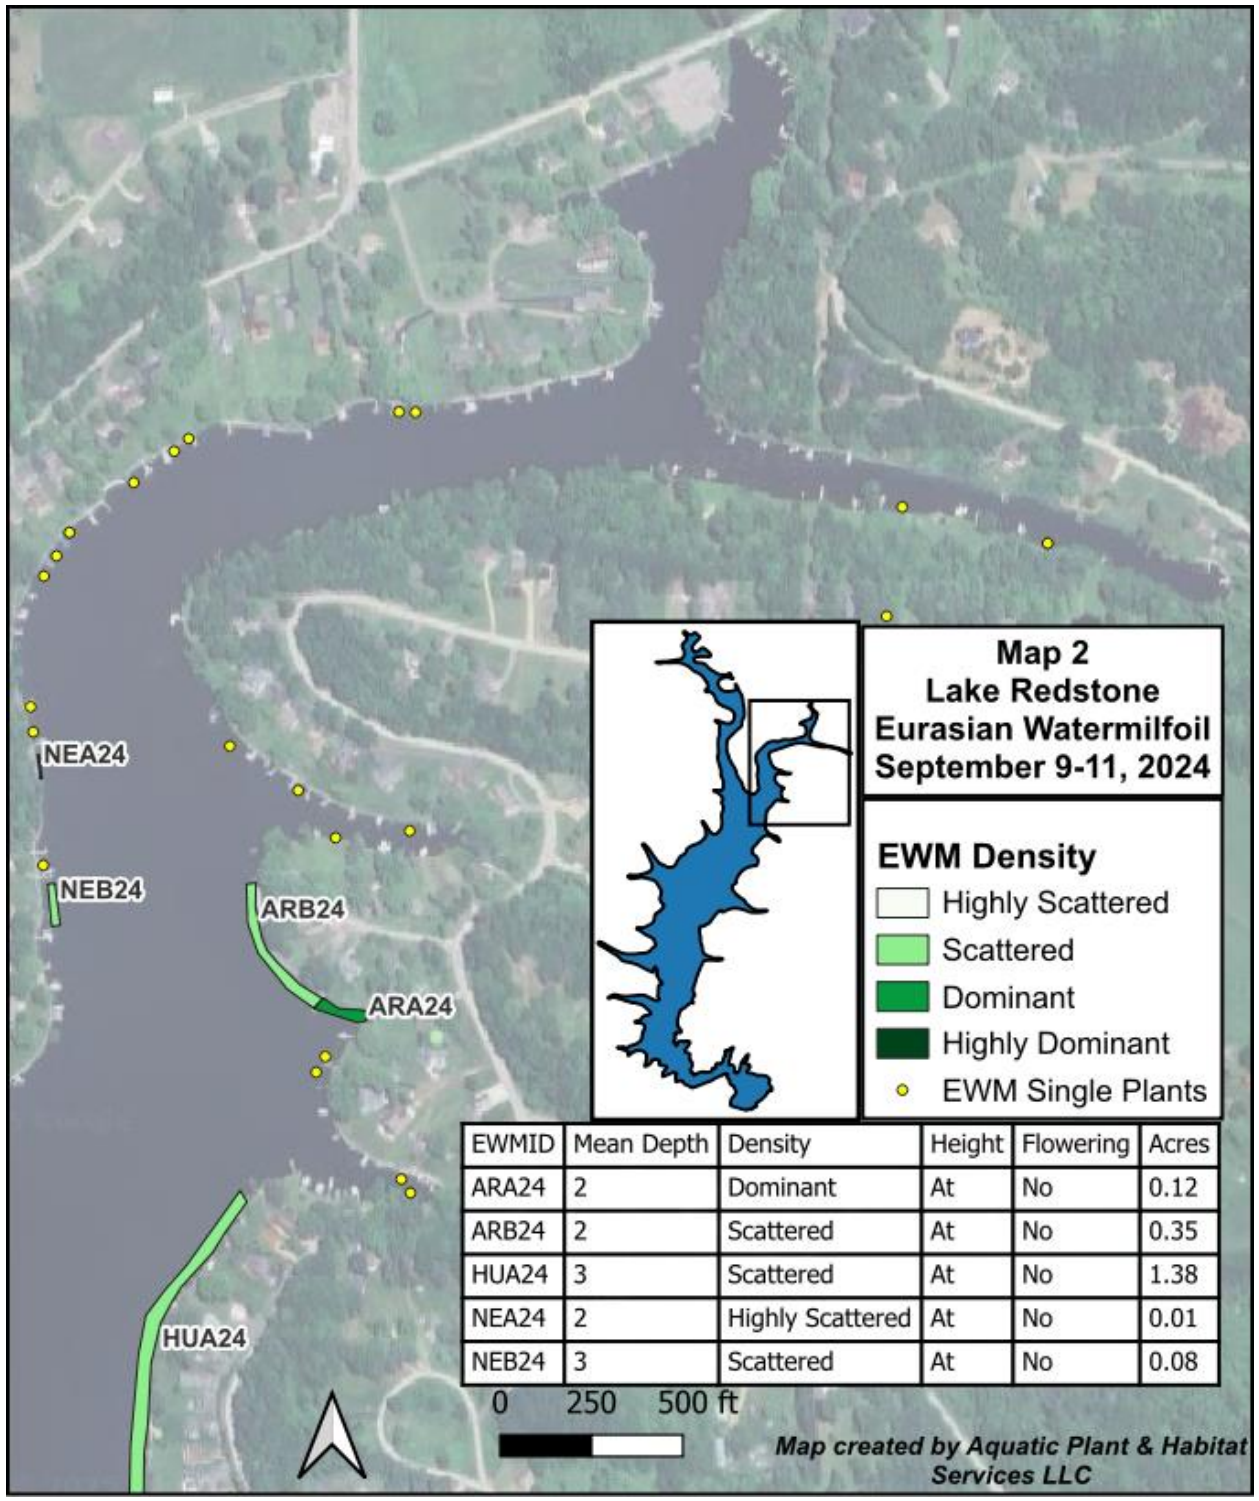 NEA24
NEB24
ARB24
ARA24
HUA24
Map 2
Lake Redstone
Eurasian Watermilfoil
September 9-11, 2024
EWM Density
Highly Scattered
Scattered
Dominant
Highly Dominant
EWM Single Plants
EWMID Mean Depth Density Height Flowering Acres
ARA24 2 Dominant At No 0.12
ARB24 2 Scattered At No 0.35
HUA24 3 Scattered At No 1.38
NEA24 2 Highly Scattered At No 0.01
NEB24 3 Scattered At No 0.08
0 250 500 ft
Map created by Aquatic Plant & Habitat
Services LLC